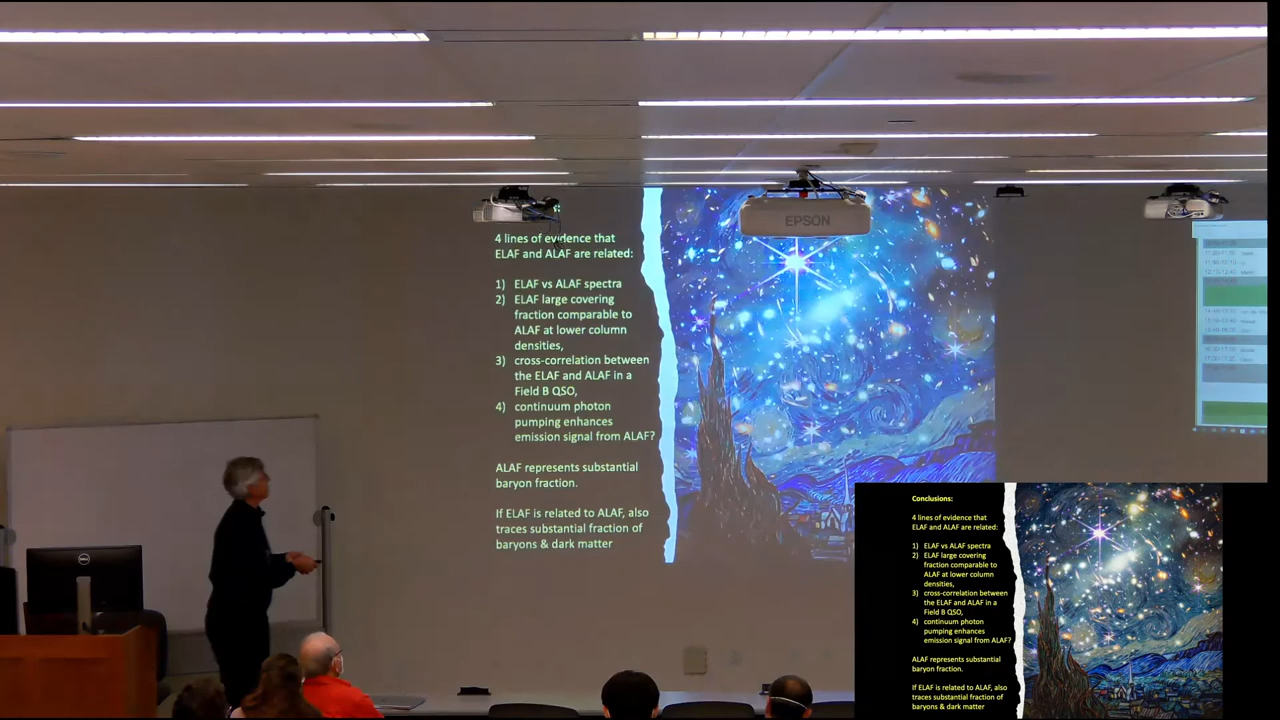 EPSON
4 lines of evidence that
ELAF and ALAF are related:
1) ELAF vs ALAF spectra
2) ELAF large covering
fraction comparable to
ALAF at lower column
densities,
3) cross-correlation between
the ELAF and ALAF in a
Field B QSO,
4) continuum photon
pumping enhances
emission signal from ALAF?
ALAF represents substantial
baryon fraction.
If ELAF is related to ALAF, also
traces substantial fraction of
baryons & dark matter
DELL
Conclusions:
4 lines of evidence that
ELAF and ALAF are related:
1) ELAF vs ALAF spectra
2) ELAF large covering
fraction comparable to
ALAF at lower column
densities,
3) cross-correlation between
the ELAF and ALAF in a
Field B QSO,
4) continuum photon
pumping enhances
emission signal from ALAF?
ALAF represents substantial
baryon fraction.
If ELAF is related to ALAF, also
traces substantial fraction of
baryons & dark matter